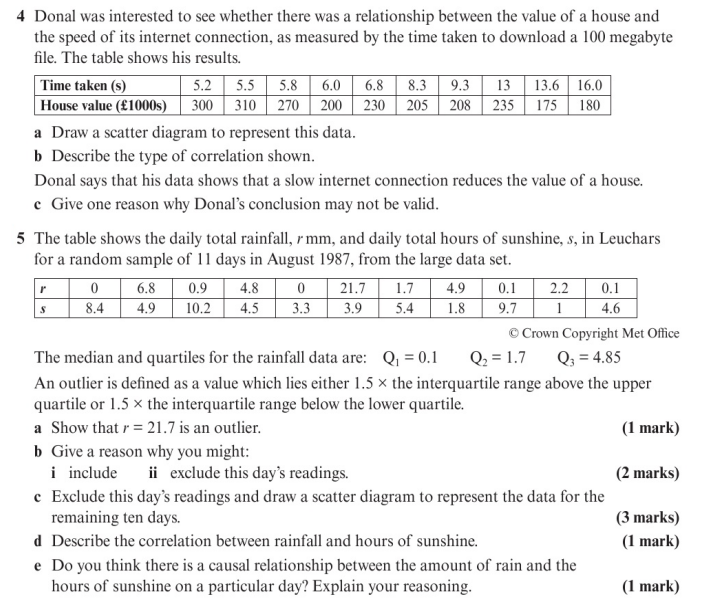 4 Donal was interested to see whether there was a relationship between the value of a house and
the speed of its internet connection, as measured by the time taken to download a 100 megabyte
file. The table shows his results.
Time taken (s) 5.2 5.5 5.8 6.0 6.8 8.3 9.3 13 13.6 16.0
House value (£1000s) 300 310 270 200 230 205 208 235 175 180
a Draw a scatter diagram to represent this data.
b Describe the type of correlation shown.
Donal says that his data shows that a slow internet connection reduces the value of a house.
c Give one reason why Donal's conclusion may not be valid.
5 The table shows the daily total rainfall, r mm, and daily total hours of sunshine, s, in Leuchars
for a random sample of 11 days in August 1987, from the large data set.
r 0 6.8 0.9 4.8 0 21.7 1.7 4.9 0.1 2.2 0.1
s 8.4 4.9 10.2 4.5 3.3 3.9 5.4 1.8 9.7 1 4.6
© Crown Copyright Met Office
The median and quartiles for the rainfall data are: Q₁ = 0.1 Q₂ = 1.7 Q₃ = 4.85
An outlier is defined as a value which lies either 1.5 × the interquartile range above the upper
quartile or 1.5 × the interquartile range below the lower quartile.
a Show that r = 21.7 is an outlier. (1 mark)
b Give a reason why you might:
i include ii exclude this day's readings. (2 marks)
c Exclude this day's readings and draw a scatter diagram to represent the data for the
remaining ten days. (3 marks)
d Describe the correlation between rainfall and hours of sunshine. (1 mark)
e Do you think there is a causal relationship between the amount of rain and the
hours of sunshine on a particular day? Explain your reasoning. (1 mark)